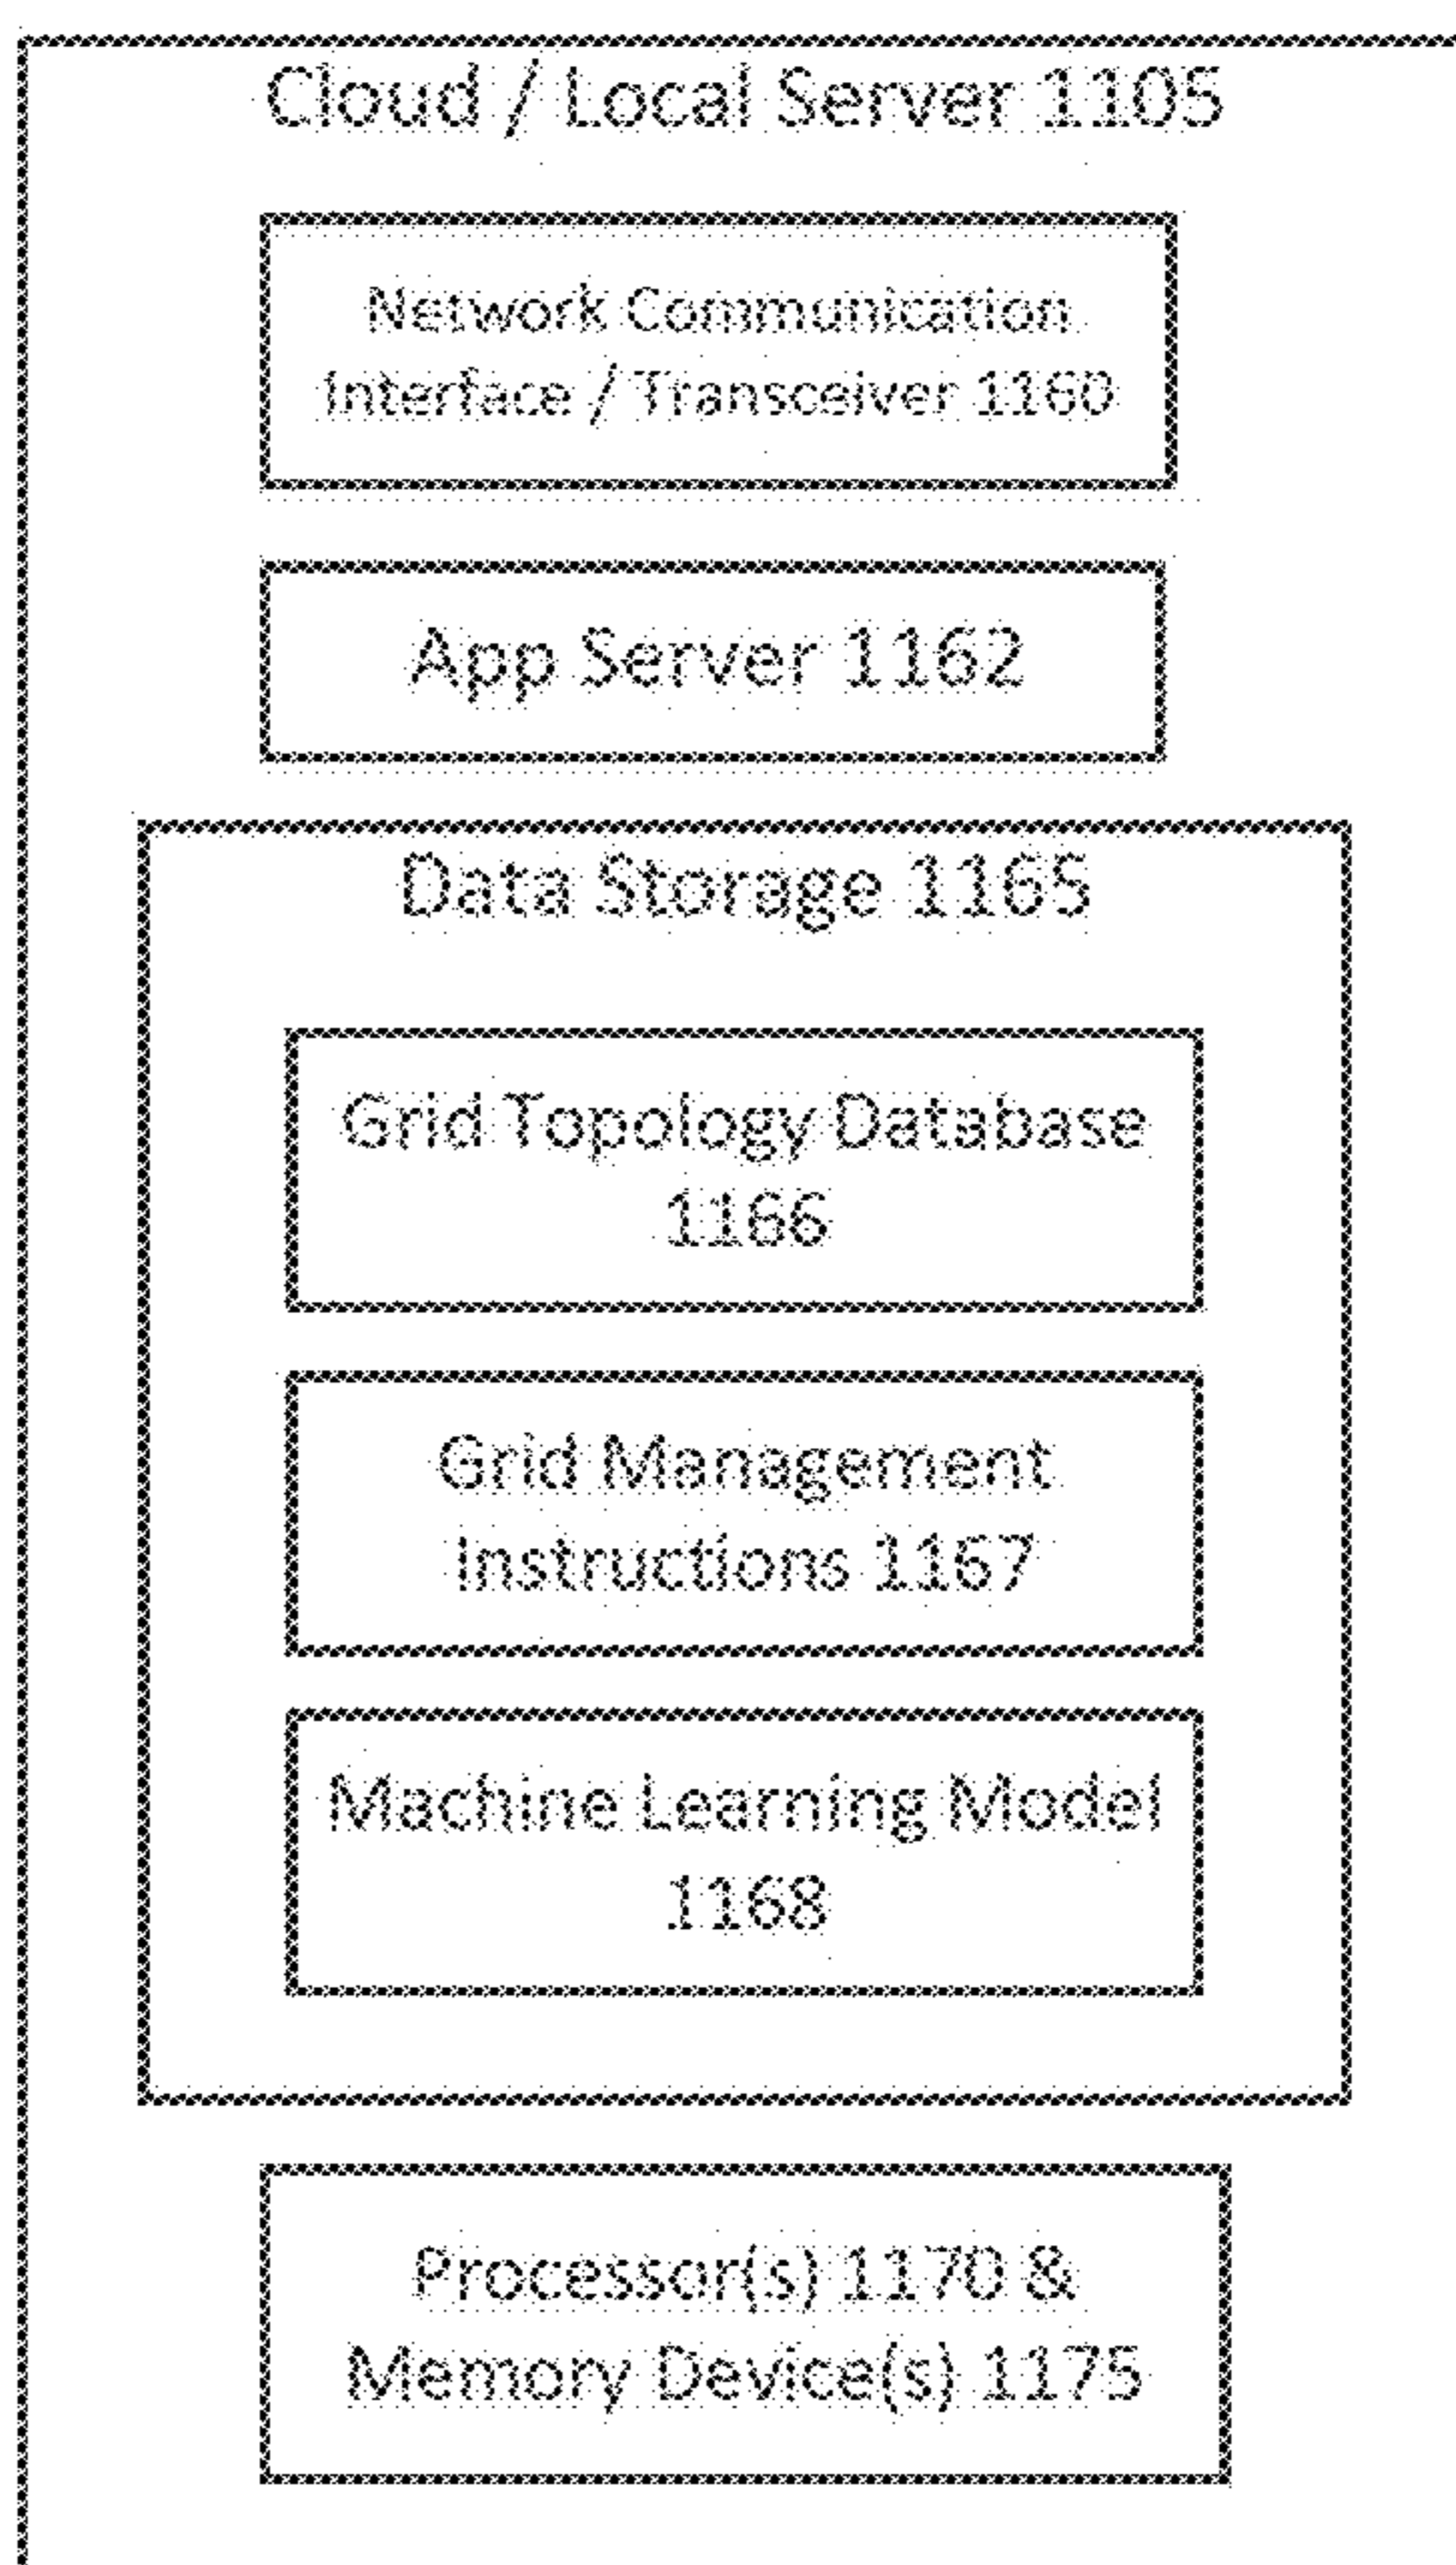 Cloud / Local Server 1105
Network Communication
Interface / Transceiver 1160
App Server 1162
Data Storage 1165
Grid Topology Database
1166
Grid Management
Instructions 1167
Machine Learning Model
1168
Processor(s) 1170 &
Memory Device(s) 1175